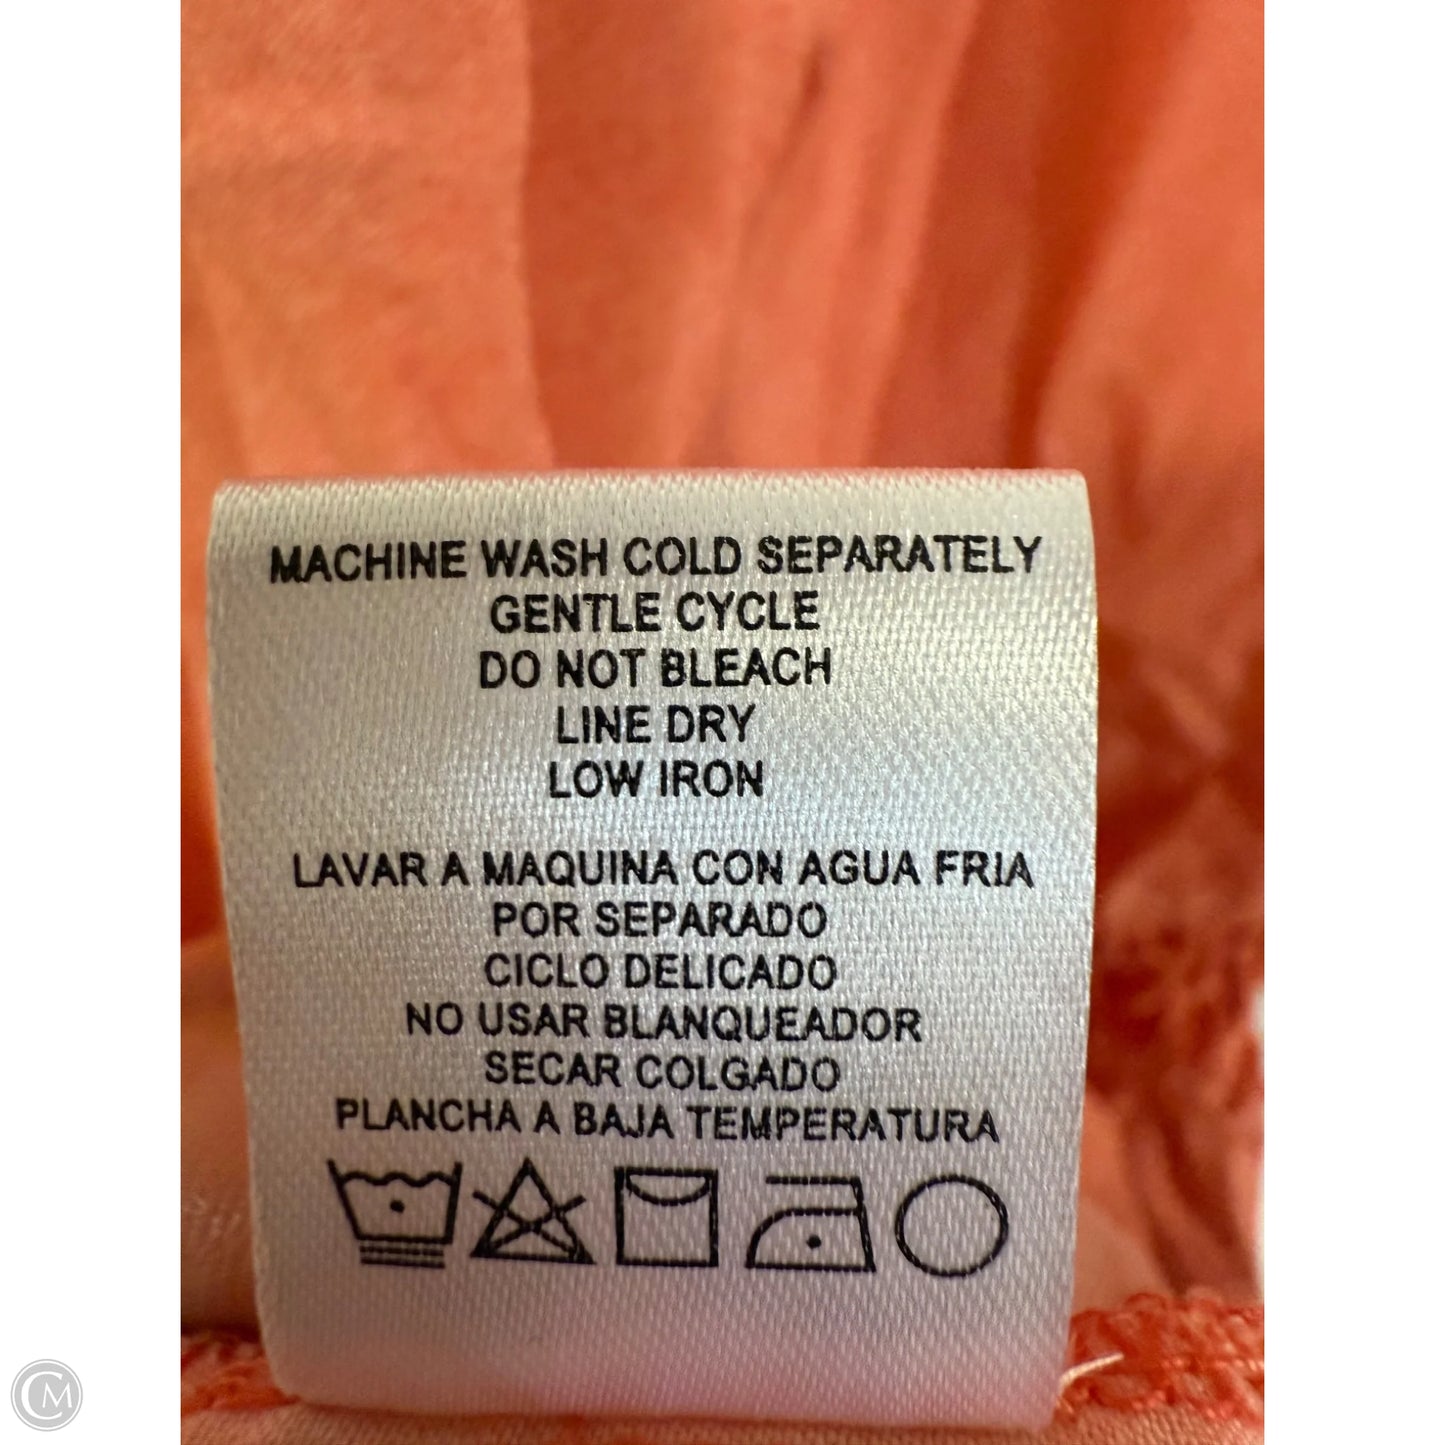 MACHINE WASH COLD SEPARATELY
GENTLE CYCLE
DO NOT BLEACH
LINE DRY
LOW IRON
LAVAR A MAQUINA CON AGUA FRIA
POR SEPARADO
CICLO DELICADO
NO USAR BLANQUEADOR
SECAR COLGADO
PLANCHA A BAJA TEMPERATURA
CM